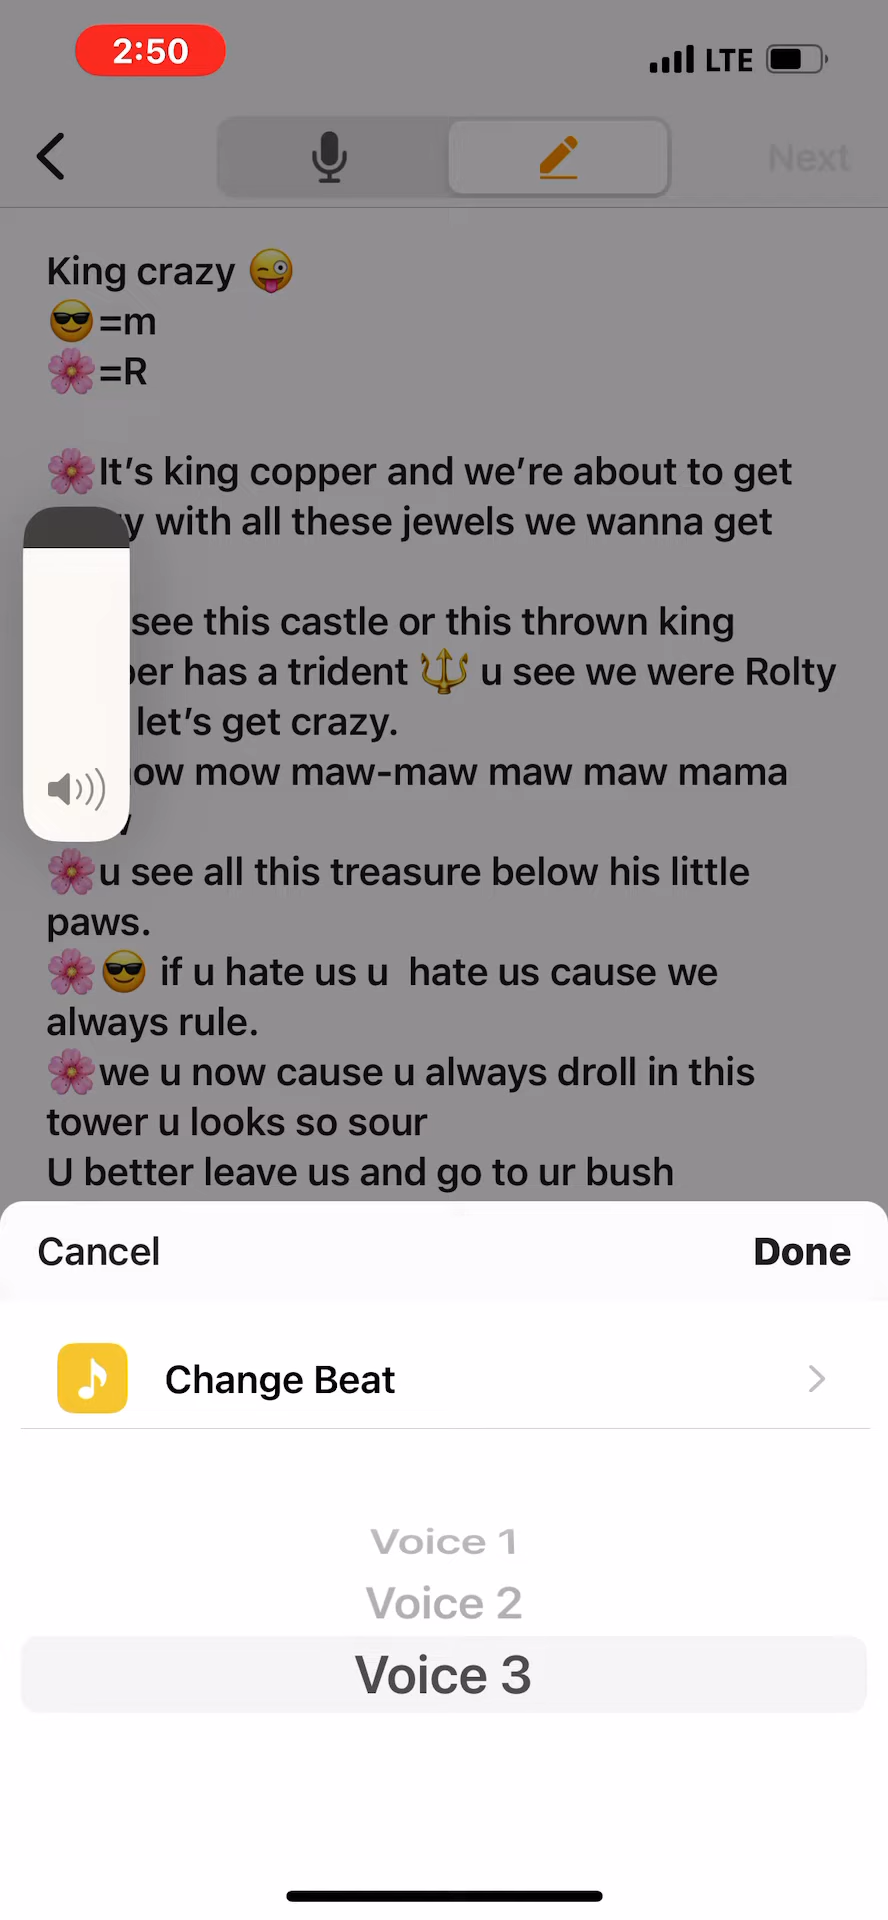 2:50
LTE
Next
King crazy 😜
😎=m
🌸=R
🌸It's king copper and we're about to get
y with all these jewels we wanna get
see this castle or this thrown king
er has a trident 🔱 u see we were Rolty
let's get crazy.
ow mow maw-maw maw maw mama
🌸u see all this treasure below his little
paws.
🌸😎 if u hate us u  hate us cause we
always rule.
🌸we u now cause u always droll in this
tower u looks so sour
U better leave us and go to ur bush
Cancel
Done
Change Beat
Voice 1
Voice 2
Voice 3